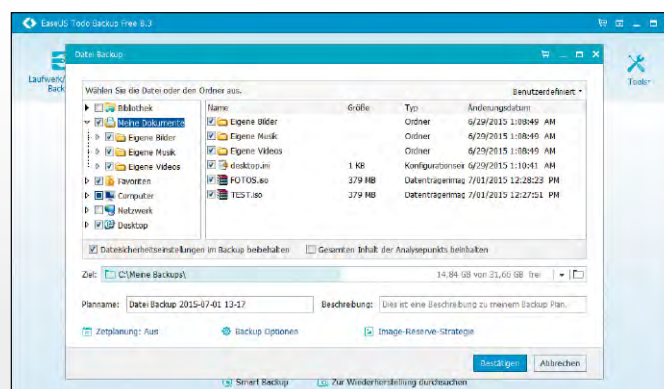 EaseUS Todo Backup Free 8.3
Laufwerk/
Back
Tools
Datei Backup
Wählen Sie die Datei oder den Ordner aus.
Benutzerdefiniert
Bibliothek
Meine Dokumente
Eigene Bilder
Eigene Musik
Eigene Videos
Favoriten
Computer
Netzwerk
Desktop
Name Größe Typ Änderungsdatum
Eigene Bilder Ordner 6/29/2015 1:08:49 AM
Eigene Musik Ordner 6/29/2015 1:08:49 AM
Eigene Videos Ordner 6/29/2015 1:08:49 AM
desktop.ini 1 KB Konfigurationsein 6/29/2015 1:10:41 AM
FOTOS.iso 379 MB Datenträgerimag 7/01/2015 12:28:23 PM
TEST.iso 379 MB Datenträgerimag 7/01/2015 12:27:51 PM
Dateisicherheitseinstellungen im Backup beibehalten Gesamten Inhalt der Analysepunkts beinhalten
Ziel: C:\Meine Backups\ 14,84 GB von 31,66 GB frei
Planname: Datei Backup 2015-07-01 13-17 Beschreibung: Dies ist eine Beschreibung zu meinem Backup Plan.
Zeitplanung: Aus Backup Optionen Image-Reserve-Strategie
Bestätigen Abbrechen
Smart Backup Zur Wiederherstellung durchsuchen